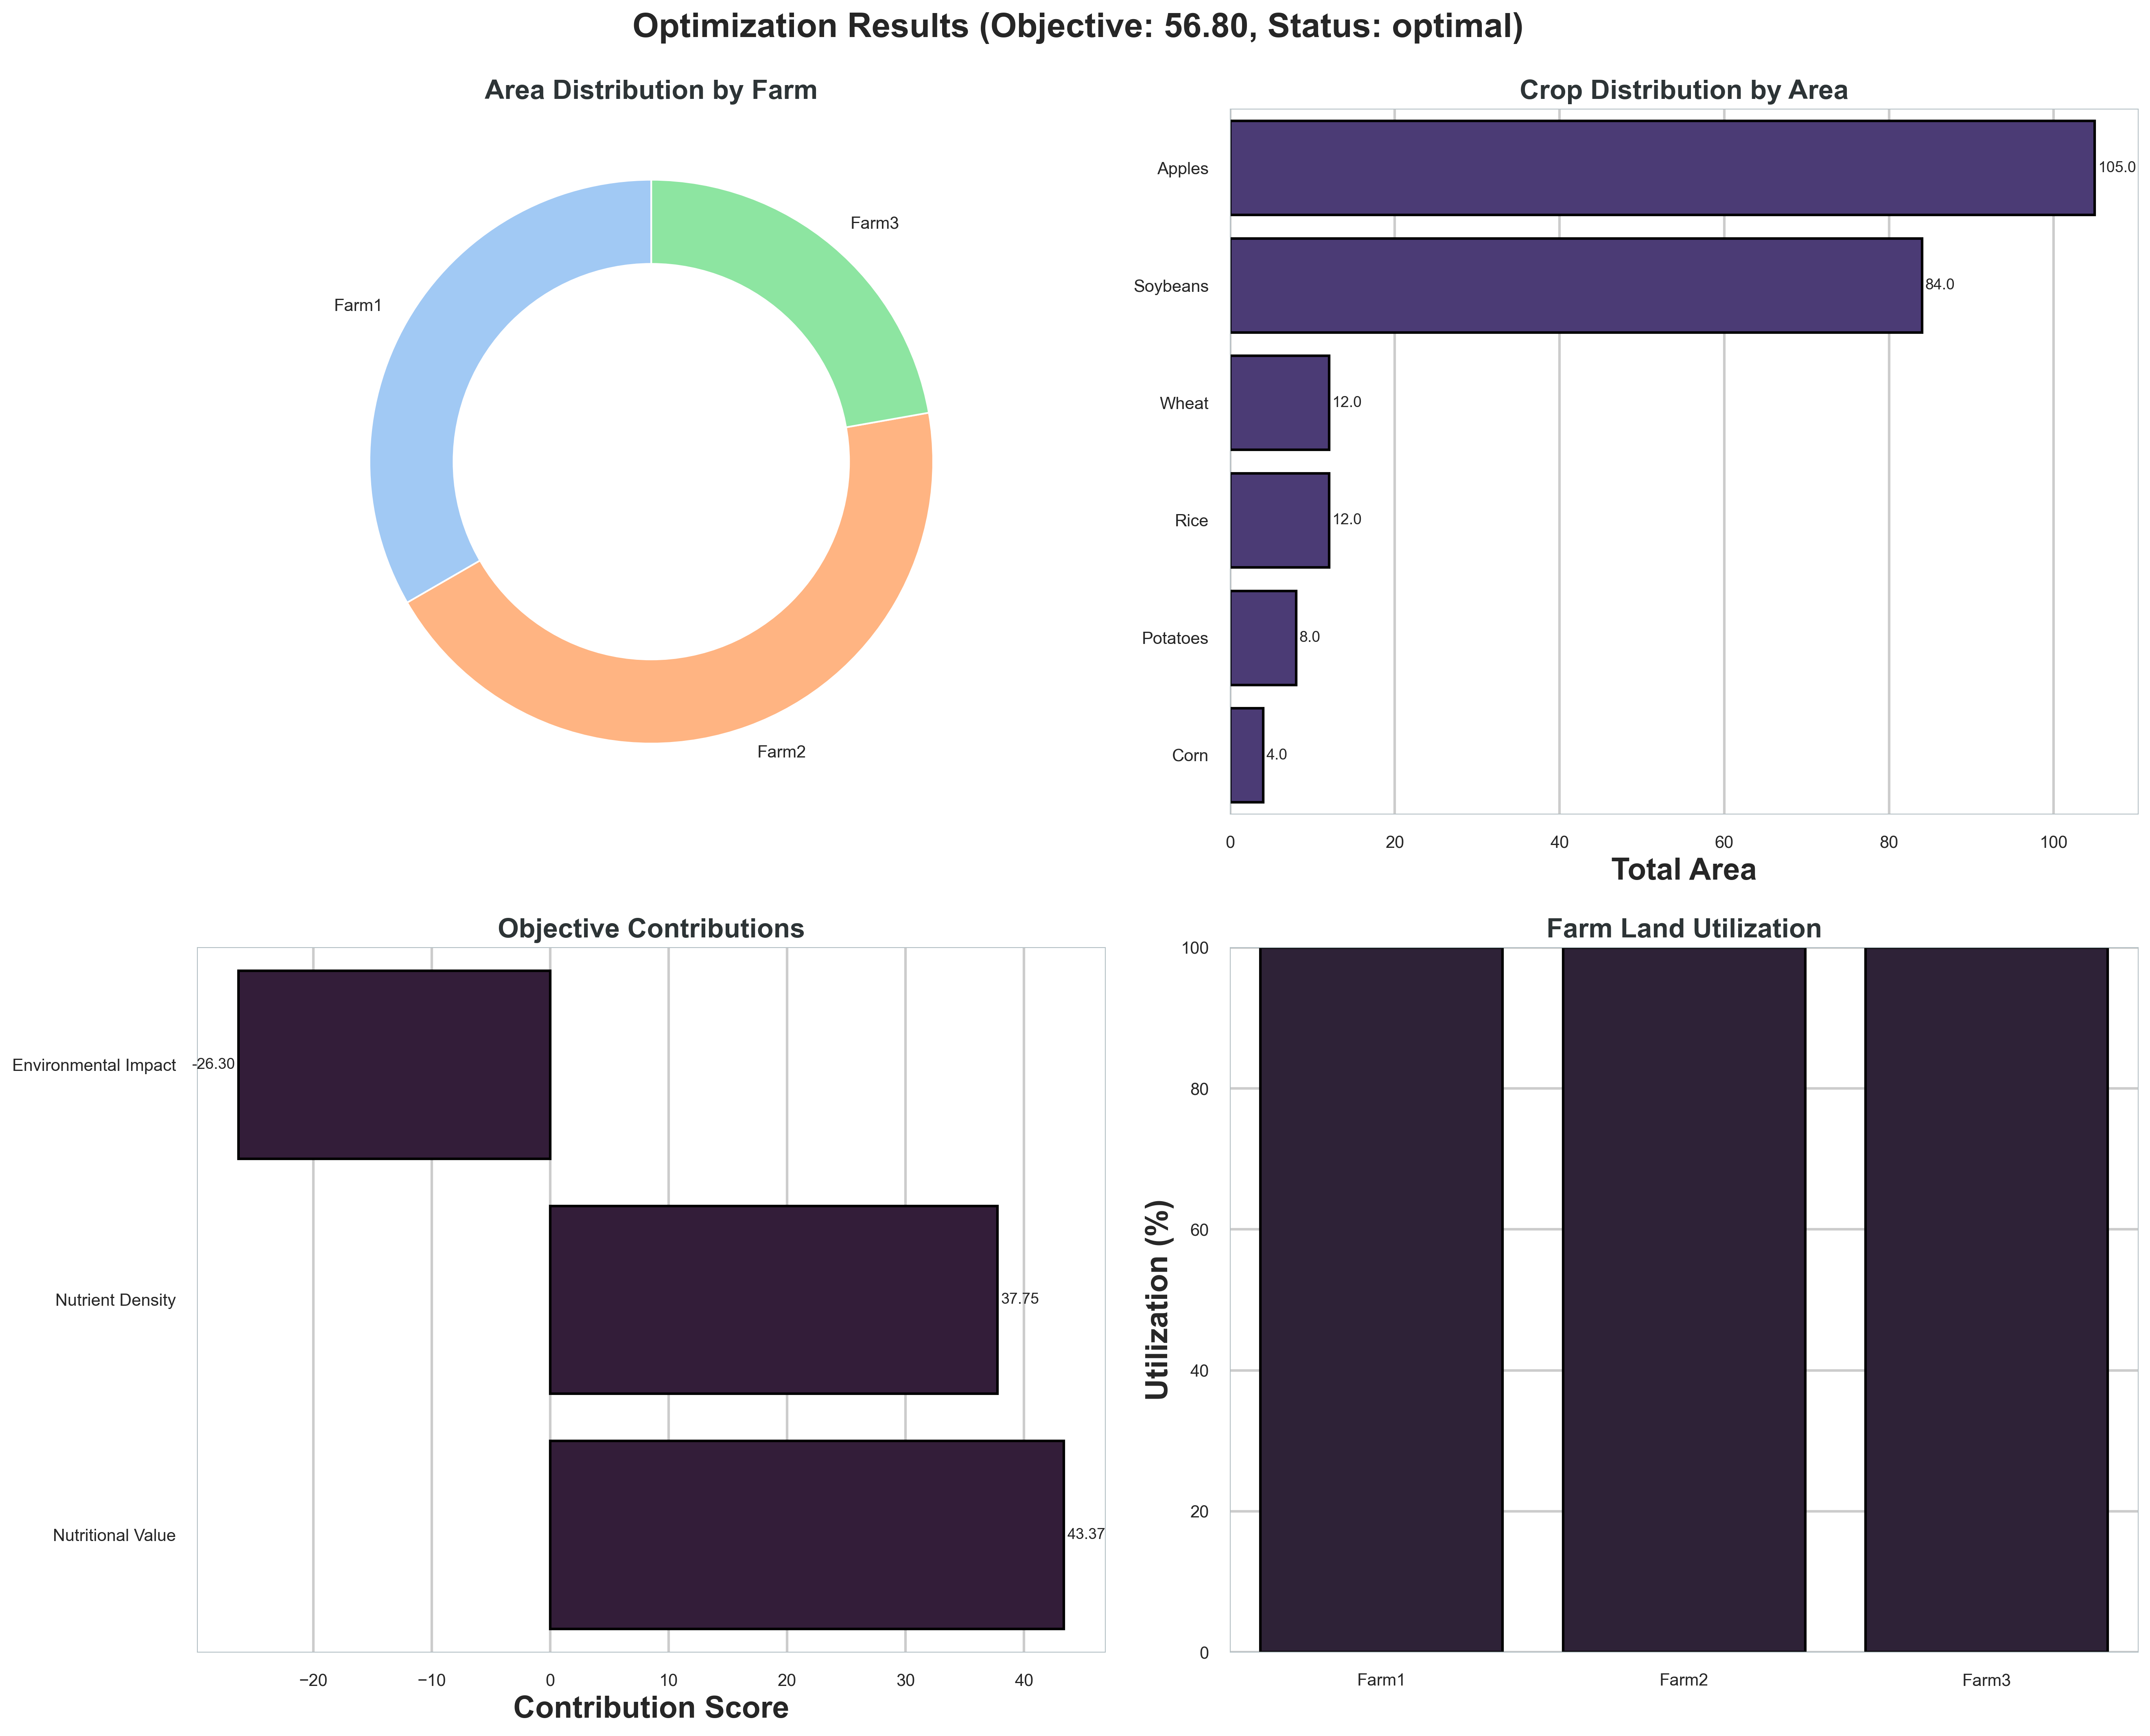 Optimization Results (Objective: 56.80, Status: optimal)
Area Distribution by Farm
Farm3
Farm1
Farm2
Crop Distribution by Area
Apples
105.0
Soybeans
84.0
Wheat
12.0
Rice
12.0
Potatoes
8.0
Corn
4.0
0 20 40 60 80 100
Total Area
Objective Contributions
Environmental Impact
-26.30
Nutrient Density
37.75
Nutritional Value
43.37
−20 −10 0 10 20 30 40
Contribution Score
Farm Land Utilization
Utilization (%)
100
80
60
40
20
0
Farm1 Farm2 Farm3